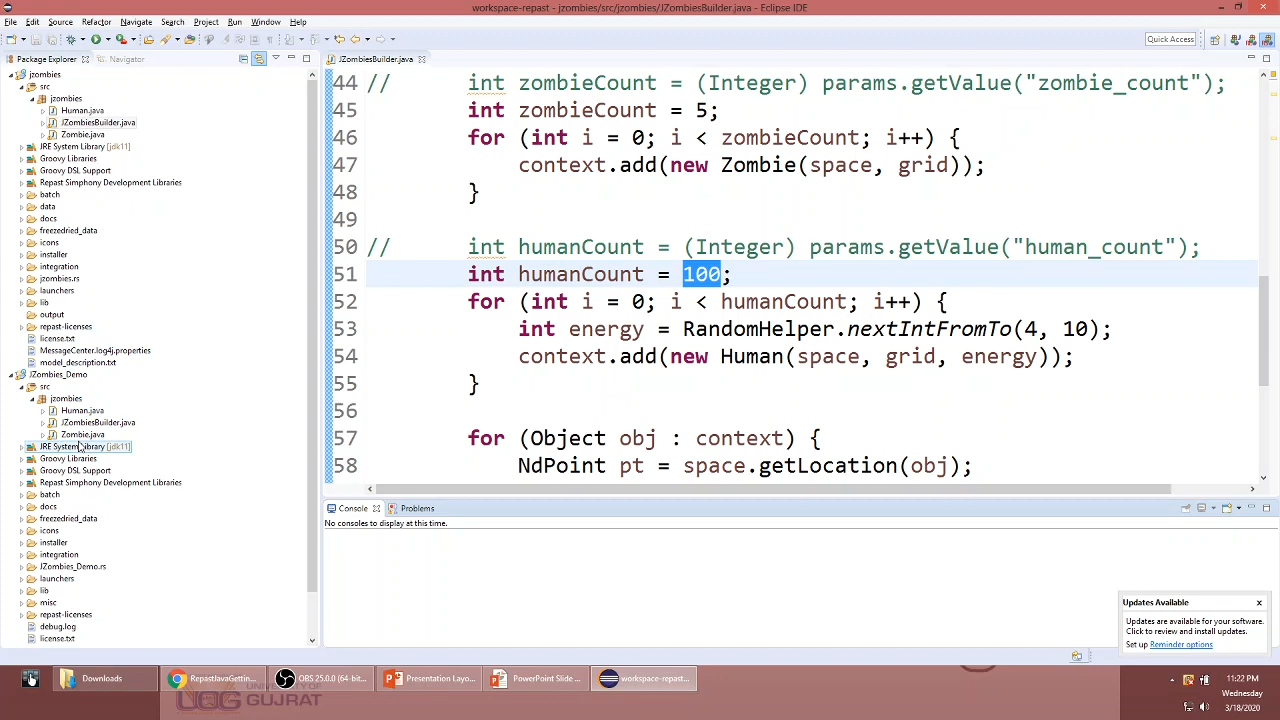 workspace-repast - jzombies/src/jzombies/JZombiesBuilder.java - Eclipse IDE
File Edit Source Refactor Navigate Search Project Run Window Help
Quick Access
Package Explorer Navigator
jzombies
src
jzombies
Human.java
JZombiesBuilder.java
Zombie.java
JRE System Library [jdk11]
Groovy Libraries
Groovy DSL Support
Repast Simphony Development Libraries
batch
data
docs
freezedried_data
icons
installer
integration
jzombies.rs
launchers
lib
output
repast-licenses
license.txt
MessageCenter.log4j.properties
model_description.txt
JZombies_Demo
src
jzombies
Human.java
JZombiesBuilder.java
Zombie.java
JRE System Library [jdk11]
Groovy Libraries
Groovy DSL Support
Repast Simphony Development Libraries
batch
docs
freezedried_data
icons
installer
integration
JZombies_Demo.rs
launchers
lib
misc
repast-licenses
debug.log
license.txt
JZombiesBuilder.java
44 // int zombieCount = (Integer) params.getValue("zombie_count");
45 int zombieCount = 5;
46 for (int i = 0; i < zombieCount; i++) {
47 context.add(new Zombie(space, grid));
48 }
49
50 // int humanCount = (Integer) params.getValue("human_count");
51 int humanCount = 100;
52 for (int i = 0; i < humanCount; i++) {
53 int energy = RandomHelper.nextIntFromTo(4, 10);
54 context.add(new Human(space, grid, energy));
55 }
56
57 for (Object obj : context) {
58 NdPoint pt = space.getLocation(obj);
Console Problems
No consoles to display at this time.
Updates Available
Updates are available for your software.
Click to review and install updates.
Set up Reminder options
Downloads
RepastJavaGettin...
OBS 25.0.0 (64-bit...
Presentation Layo...
PowerPoint Slide ...
workspace-repast...
UNIVERSITY OF
GUJRAT
11:22 PM
Wednesday
3/18/2020